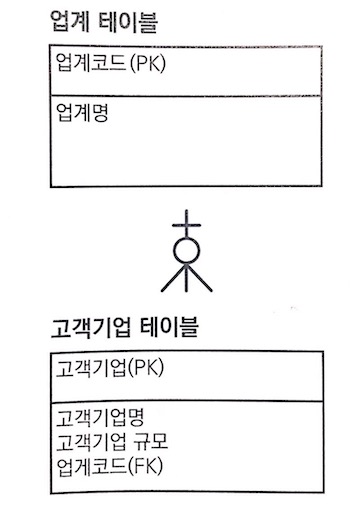 업계 테이블
업계코드(PK)
업계명
고객기업 테이블
고객기업(PK)
고객기업명
고객기업 규모
업게코드(FK)